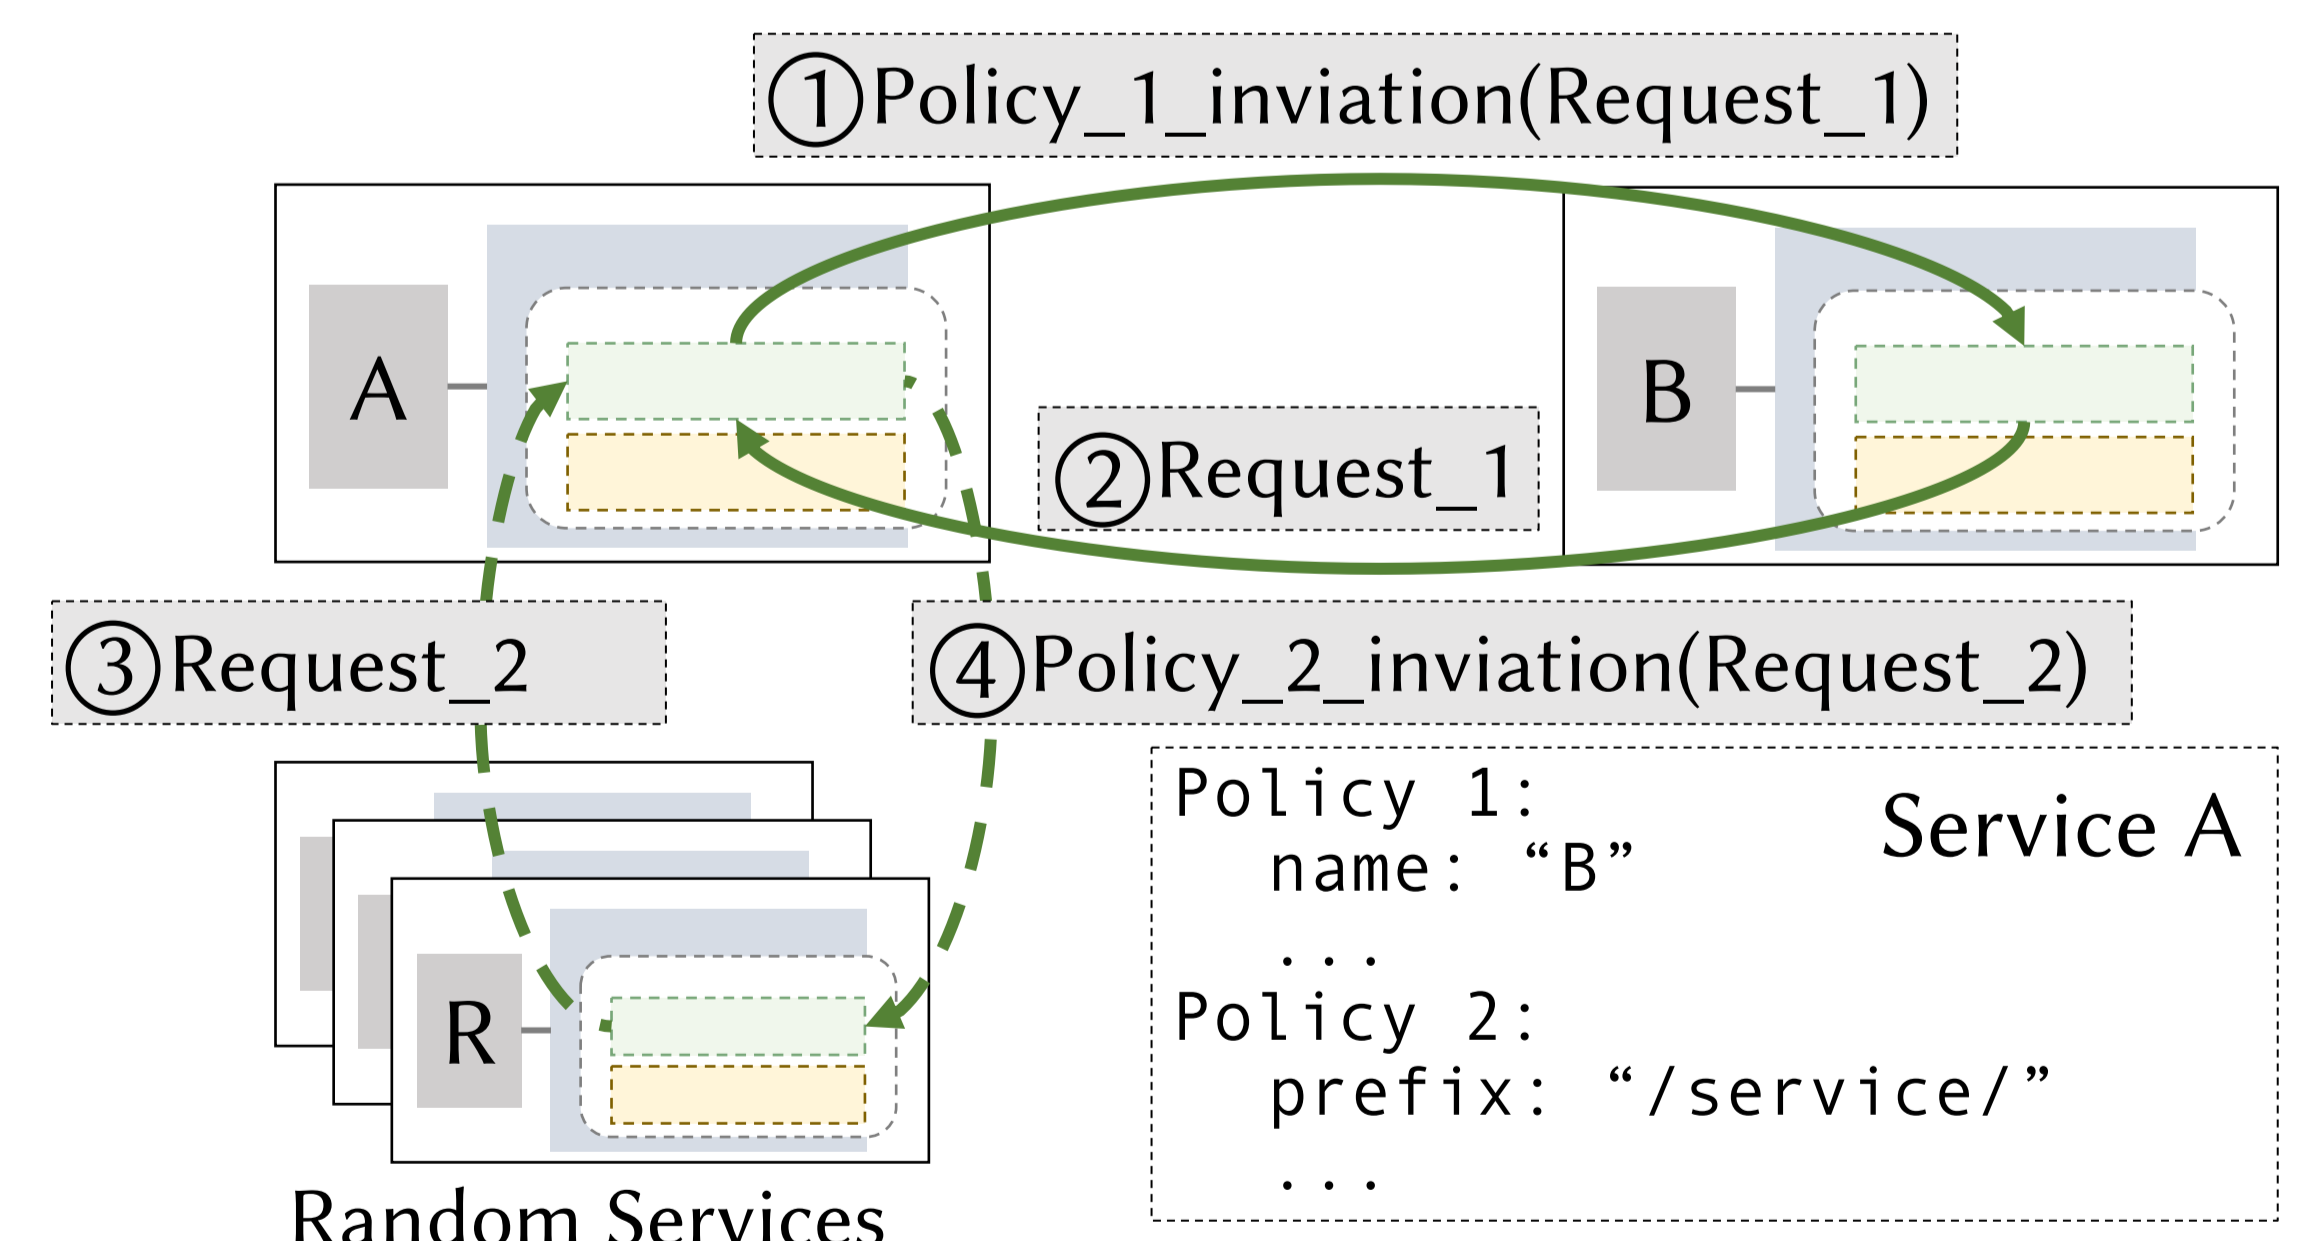 ①Policy_1_inviation(Request_1)
A
B
②Request_1
③Request_2
④Policy_2_inviation(Request_2)
Policy 1:
Service A
name: “B”
...
Policy 2:
prefix: “/service/”
...
R
Random Services